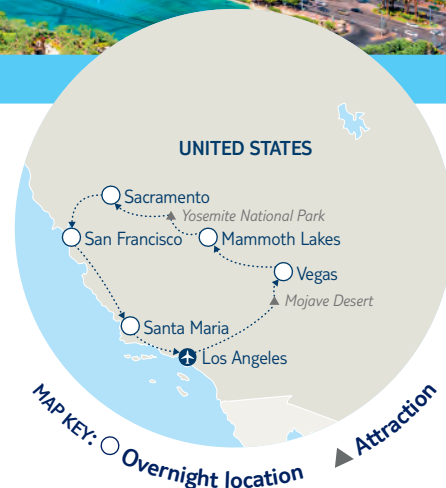 UNITED STATES
Sacramento
Yosemite National Park
San Francisco
Mammoth Lakes
Vegas
Mojave Desert
Santa Maria
Los Angeles
MAP KEY:
Overnight location
Attraction